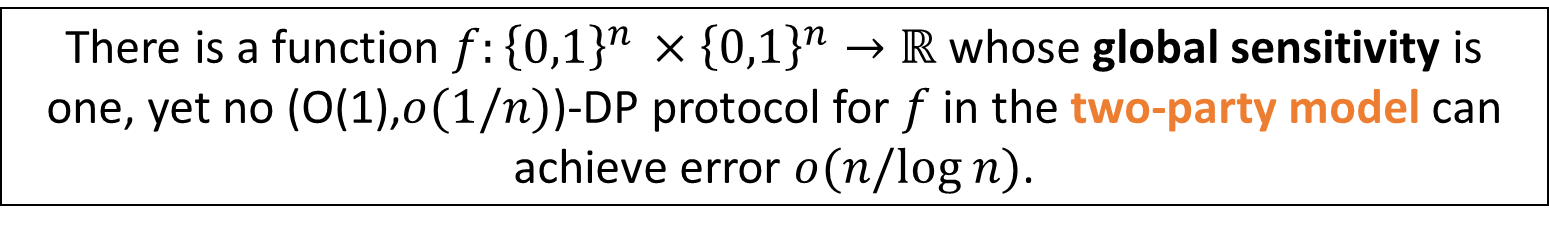 There is a function 𝑓: {0,1}ⁿ × {0,1}ⁿ → ℝ whose global sensitivity is
one, yet no (O(1),𝑜(1/𝑛))-DP protocol for 𝑓 in the two-party model can
achieve error 𝑜(𝑛/log 𝑛).